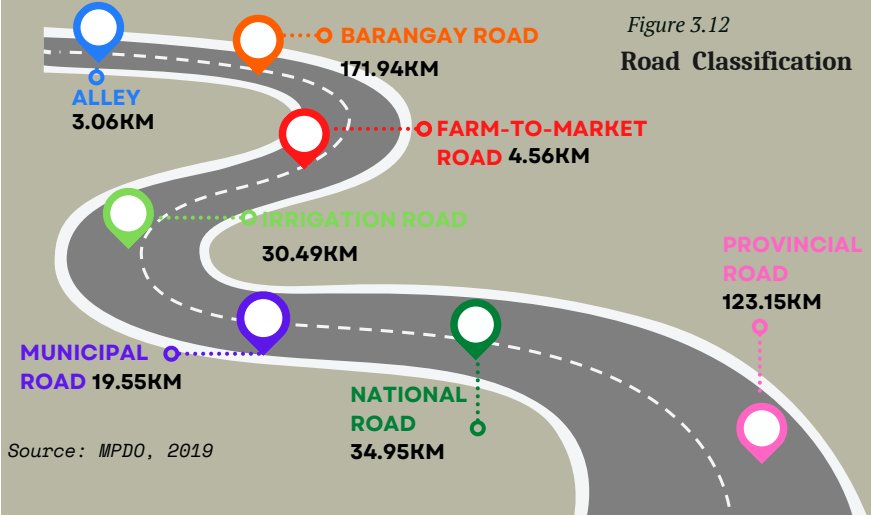 Figure 3.12
Road Classification
BARANGAY ROAD
171.94KM
ALLEY
3.06KM
FARM-TO-MARKET
ROAD 4.56KM
IRRIGATION ROAD
30.49KM
PROVINCIAL
ROAD
123.15KM
MUNICIPAL
ROAD 19.55KM
NATIONAL
ROAD
34.95KM
Source: MPDO, 2019